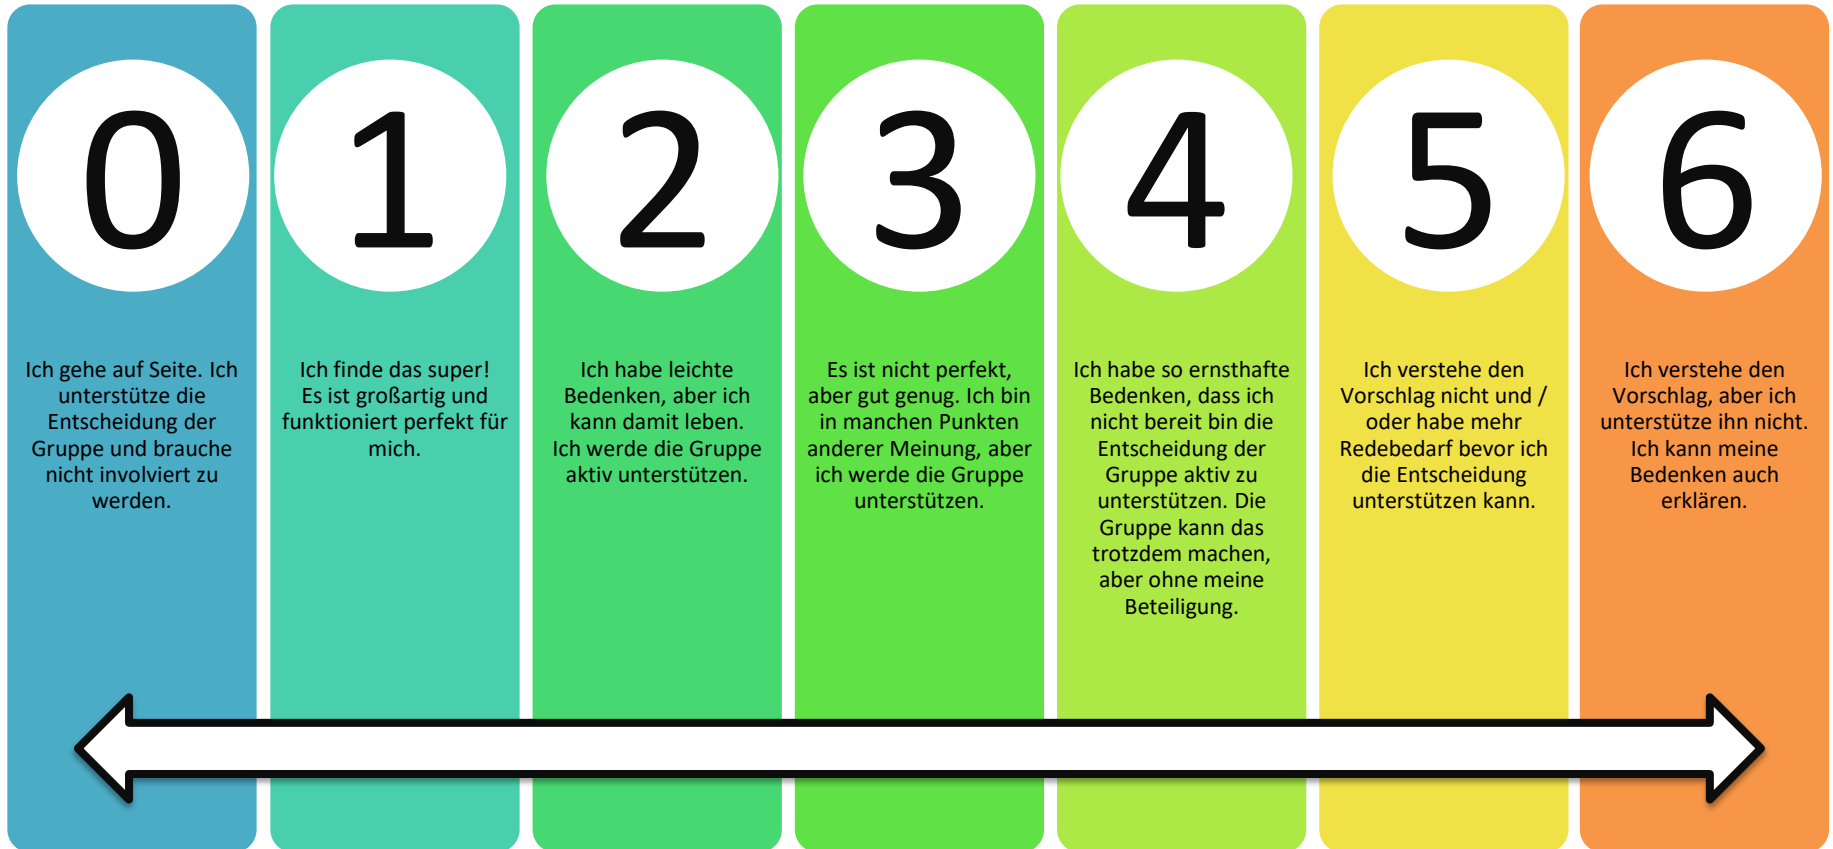 0
Ich gehe auf Seite. Ich
unterstütze die
Entscheidung der
Gruppe und brauche
nicht involviert zu
werden.
1
Ich finde das super!
Es ist großartig und
funktioniert perfekt für
mich.
2
Ich habe leichte
Bedenken, aber ich
kann damit leben.
Ich werde die Gruppe
aktiv unterstützen.
3
Es ist nicht perfekt,
aber gut genug. Ich bin
in manchen Punkten
anderer Meinung, aber
ich werde die Gruppe
unterstützen.
4
Ich habe so ernsthafte
Bedenken, dass ich
nicht bereit bin die
Entscheidung der
Gruppe aktiv zu
unterstützen. Die
Gruppe kann das
trotzdem machen,
aber ohne meine
Beteiligung.
5
Ich verstehe den
Vorschlag nicht und /
oder habe mehr
Redebedarf bevor ich
die Entscheidung
unterstützen kann.
6
Ich verstehe den
Vorschlag, aber ich
unterstütze ihn nicht.
Ich kann meine
Bedenken auch
erklären.